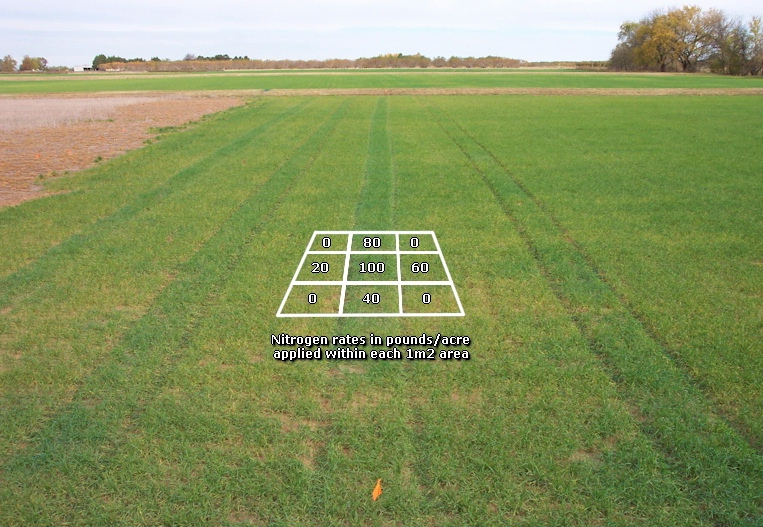 0 80 0
20 100 60
0 40 0
Nitrogen rates in pounds/acre
applied within each 1m2 area